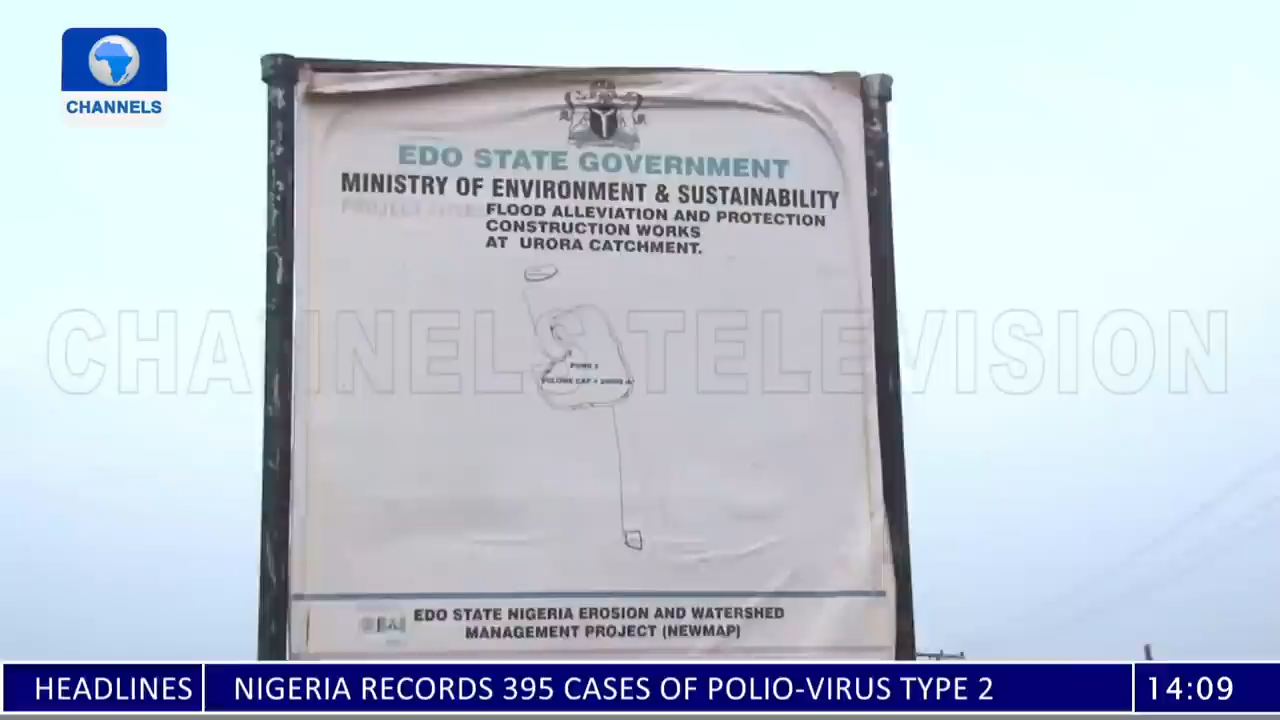 CHANNELS
EDO STATE GOVERNMENT
MINISTRY OF ENVIRONMENT & SUSTAINABILITY
FLOOD ALLEVIATION AND PROTECTION
CONSTRUCTION WORKS
AT URORA CATCHMENT.
CHANNELS TELEVISION
EDO STATE NIGERIA EROSION AND WATERSHED
MANAGEMENT PROJECT (NEWMAP)
HEADLINES
NIGERIA RECORDS 395 CASES OF POLIO-VIRUS TYPE 2
14:09